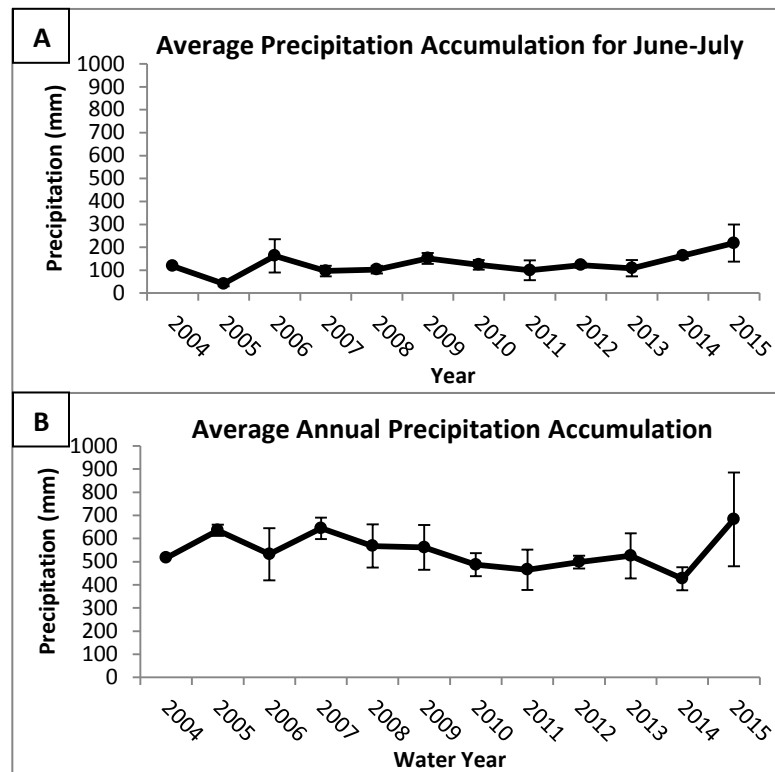 A
Average Precipitation Accumulation for June-July
Precipitation (mm)
1000
900
800
700
600
500
400
300
200
100
0
2004 2005 2006 2007 2008 2009 2010 2011 2012 2013 2014 2015
Year
B
Average Annual Precipitation Accumulation
Precipitation (mm)
1000
900
800
700
600
500
400
300
200
100
0
2004 2005 2006 2007 2008 2009 2010 2011 2012 2013 2014 2015
Water Year